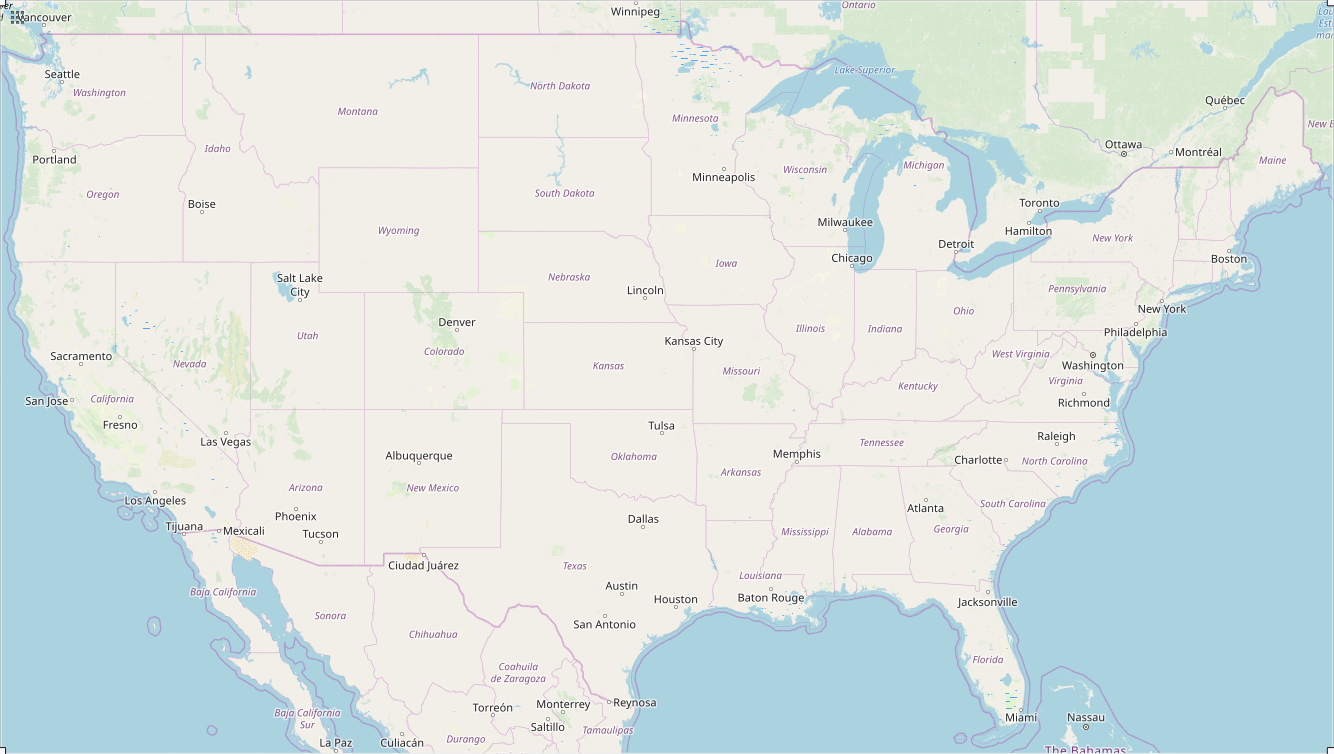 Vancouver
Winnipeg
Ontario
Seattle
Washington
Lake Superior
Montana
North Dakota
Minnesota
Québec
Ottawa
Montréal
Maine
Portland
Idaho
Oregon
Boise
Wyoming
South Dakota
Minneapolis
Wisconsin
Michigan
Milwaukee
Toronto
Hamilton
Detroit
New York
Chicago
Boston
Salt Lake
City
Iowa
Nebraska
Lincoln
Pennsylvania
New York
Denver
Colorado
Utah
Nevada
Sacramento
Kansas City
Kansas
Missouri
Illinois
Indiana
Ohio
Philadelphia
West Virginia
Washington
Virginia
Kentucky
Richmond
San Jose
California
Fresno
Las Vegas
Albuquerque
New Mexico
Tulsa
Oklahoma
Memphis
Tennessee
Raleigh
Charlotte
North Carolina
Arkansas
Arizona
Los Angeles
Phoenix
Tucson
Tijuana
Mexicali
Dallas
Mississippi
Alabama
Atlanta
Georgia
South Carolina
Ciudad Juárez
Texas
Louisiana
Baja California
Sonora
Chihuahua
Austin
Houston
San Antonio
Baton Rouge
Jacksonville
Coahuila
de Zaragoza
Florida
Baja California
Sur
La Paz
Culiacán
Torreón
Durango
Monterrey
Saltillo
Reynosa
Tamaulipas
Miami
Nassau
The Bahamas